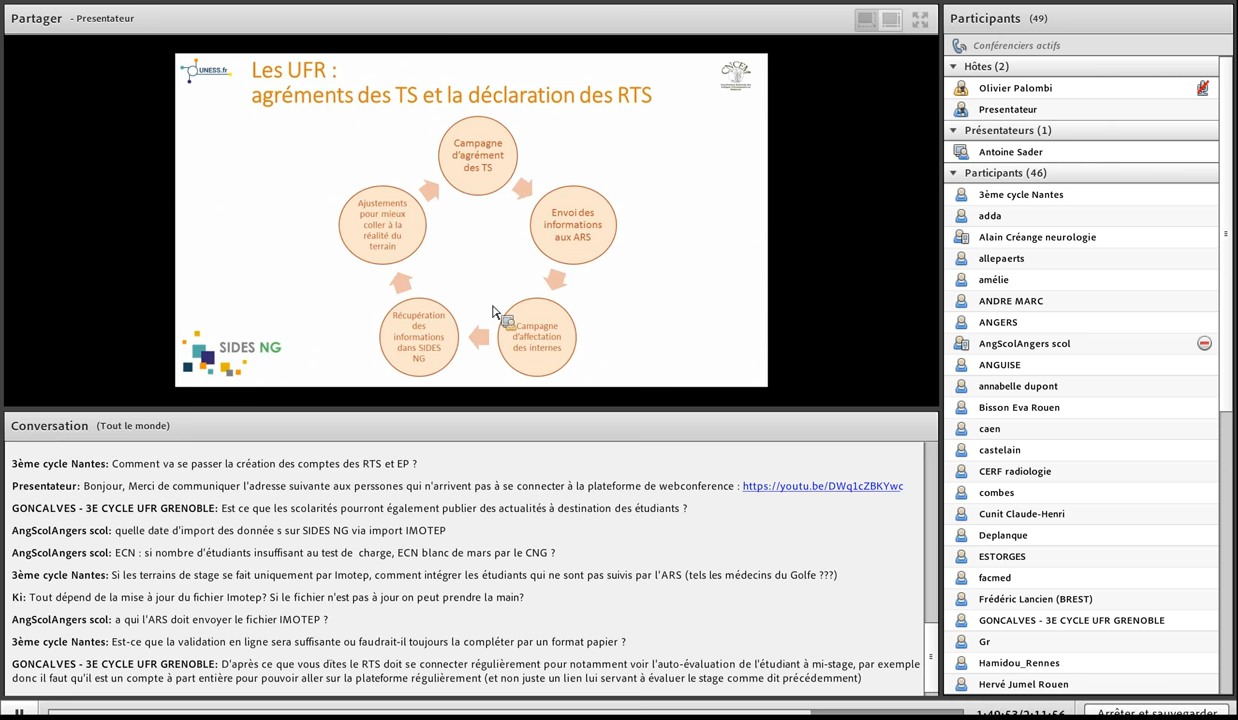 Partager - Presentateur
UNESS.fr
Les UFR :
agréments des TS et la déclaration des RTS
Campagne
d'agrément
des TS
Envoi des
informations
aux ARS
Campagne
d'affectation
des internes
Récupération
des
informations
dans SIDES
NG
Ajustements
pour mieux
coller à la
réalité du
terrain
SIDES NG
Conversation (Tout le monde)
3ème cycle Nantes: Comment va se passer la création des comptes des RTS et EP ?
Presentateur: Bonjour, Merci de communiquer l'adresse suivante aux perssones qui n'arrivent pas à se connecter à la plateforme de webconference : https://youtu.be/DWq1cZBKYwc
GONCALVES - 3E CYCLE UFR GRENOBLE: Est ce que les scolarités pourront également publier des actualités à destination des étudiants ?
AngScolAngers scol: quelle date d'import des donnée s sur SIDES NG via import IMOTEP
AngScolAngers scol: ECN : si nombre d'étudiants insuffisant au test de charge, ECN blanc de mars par le CNG ?
3ème cycle Nantes: Si les terrains de stage se fait uniquement par Imotep, comment intégrer les étudiants qui ne sont pas suivis par l'ARS (tels les médecins du Golfe ???)
Ki: Tout dépend de la mise à jour du fichier Imotep? Si le fichier n'est pas à jour on peut prendre la main?
AngScolAngers scol: a qui l'ARS doit envoyer le fichier IMOTEP ?
3ème cycle Nantes: Est-ce que la validation en ligne sera suffisante ou faudrait-il toujours la compléter par un format papier ?
GONCALVES - 3E CYCLE UFR GRENOBLE: D'après ce que vous dîtes le RTS doit se connecter régulièrement pour notamment voir l'auto-évaluation de l'étudiant à mi-stage, par exemple
donc il faut qu'il est un compte à part entière pour pouvoir aller sur la plateforme régulièrement (et non juste un lien lui servant à évaluer le stage comme dit précédemment)
Participants (49)
Conférenciers actifs
Hôtes (2)
Olivier Palombi
Presentateur
Présentateurs (1)
Antoine Sader
Participants (46)
3ème cycle Nantes
adda
Alain Créange neurologie
allepaerts
amélie
ANDRE MARC
ANGERS
AngScolAngers scol
ANGUISE
annabelle dupont
Bisson Eva Rouen
caen
castelain
CERF radiologie
combes
Cunit Claude-Henri
Deplanque
ESTORGES
facmed
Frédéric Lancien (BREST)
GONCALVES - 3E CYCLE UFR GRENOBLE
Gr
Hamidou_Rennes
Hervé Jumel Rouen
1:49:53/2:11:56
Arrêter et sauvegarder